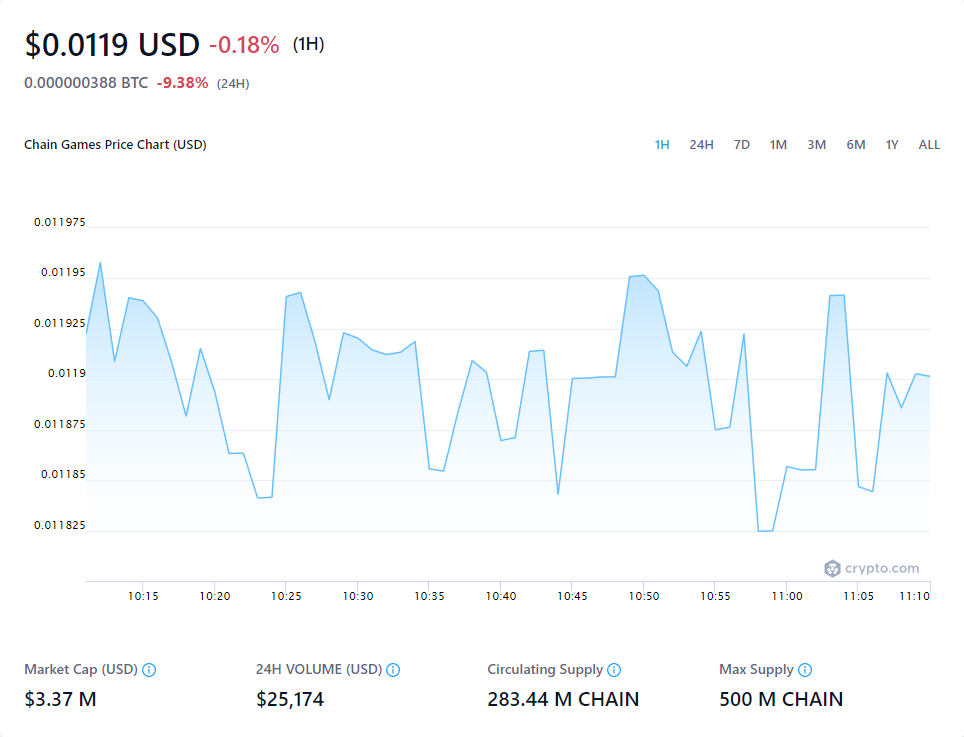 $0.0119 USD -0.18% (1H)
0.000000388 BTC -9.38% (24H)
Chain Games Price Chart (USD)
1H 24H 7D 1M 3M 6M 1Y ALL
0.011975
0.01195
0.011925
0.0119
0.011875
0.01185
0.011825
crypto.com
10:15 10:20 10:25 10:30 10:35 10:40 10:45 10:50 10:55 11:00 11:05 11:10
Market Cap (USD) 24H VOLUME (USD) Circulating Supply Max Supply
$3.37 M $25,174 283.44 M CHAIN 500 M CHAIN